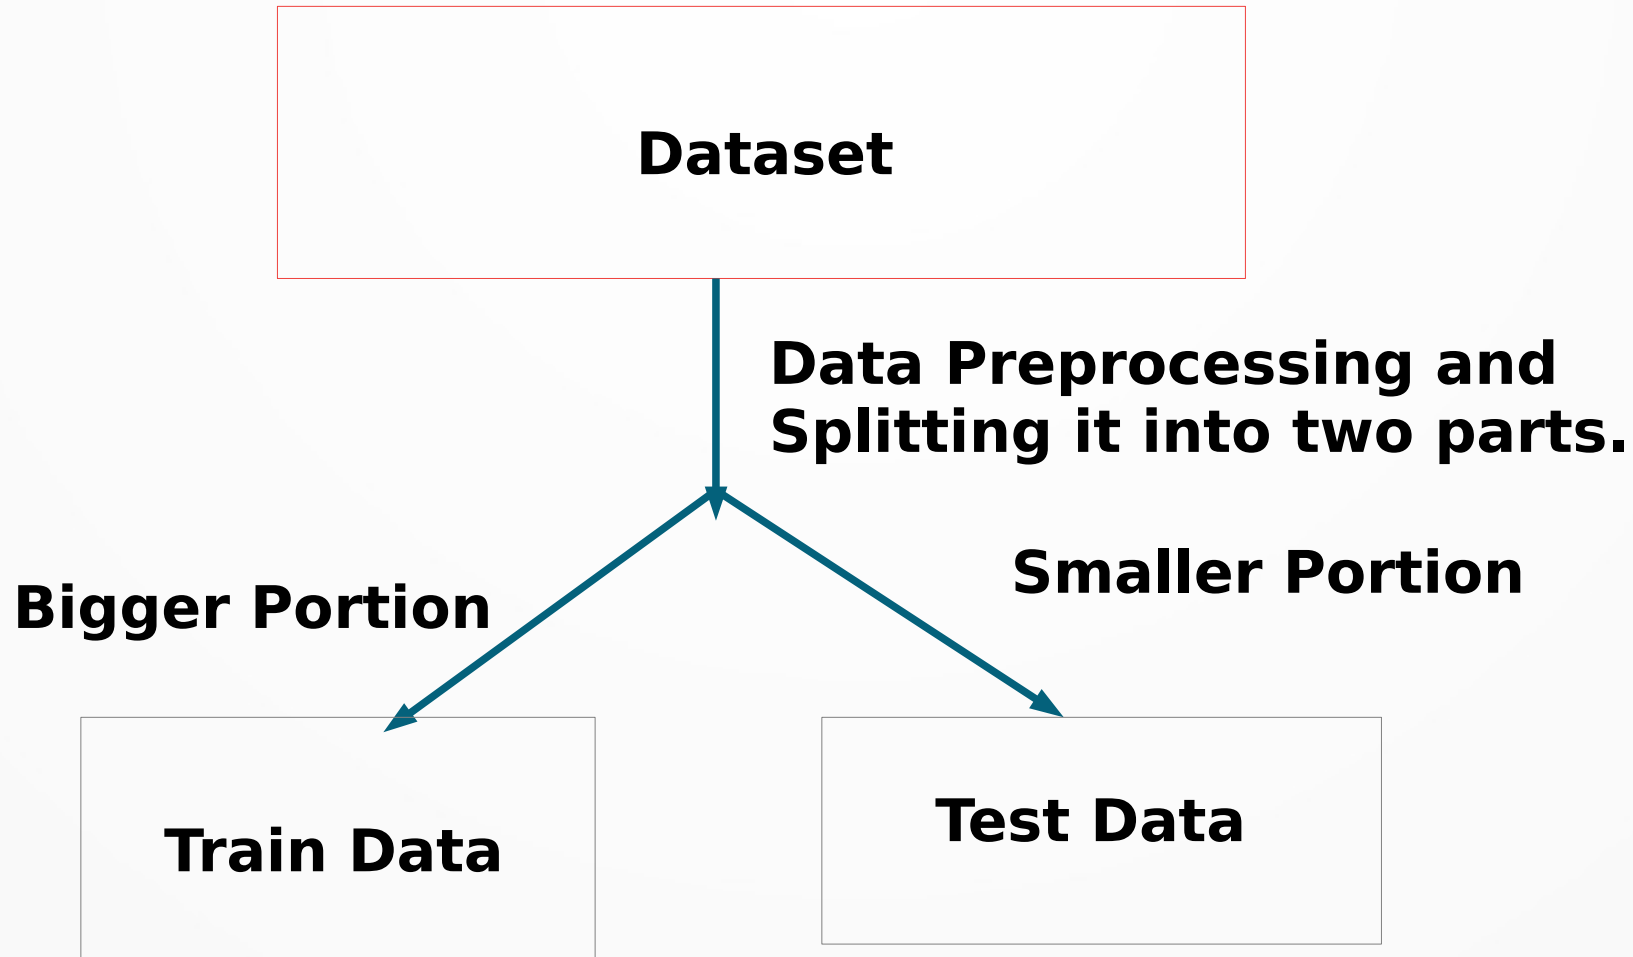 Dataset
Data Preprocessing and
Splitting it into two parts.
Smaller Portion
Bigger Portion
Test Data
Train Data